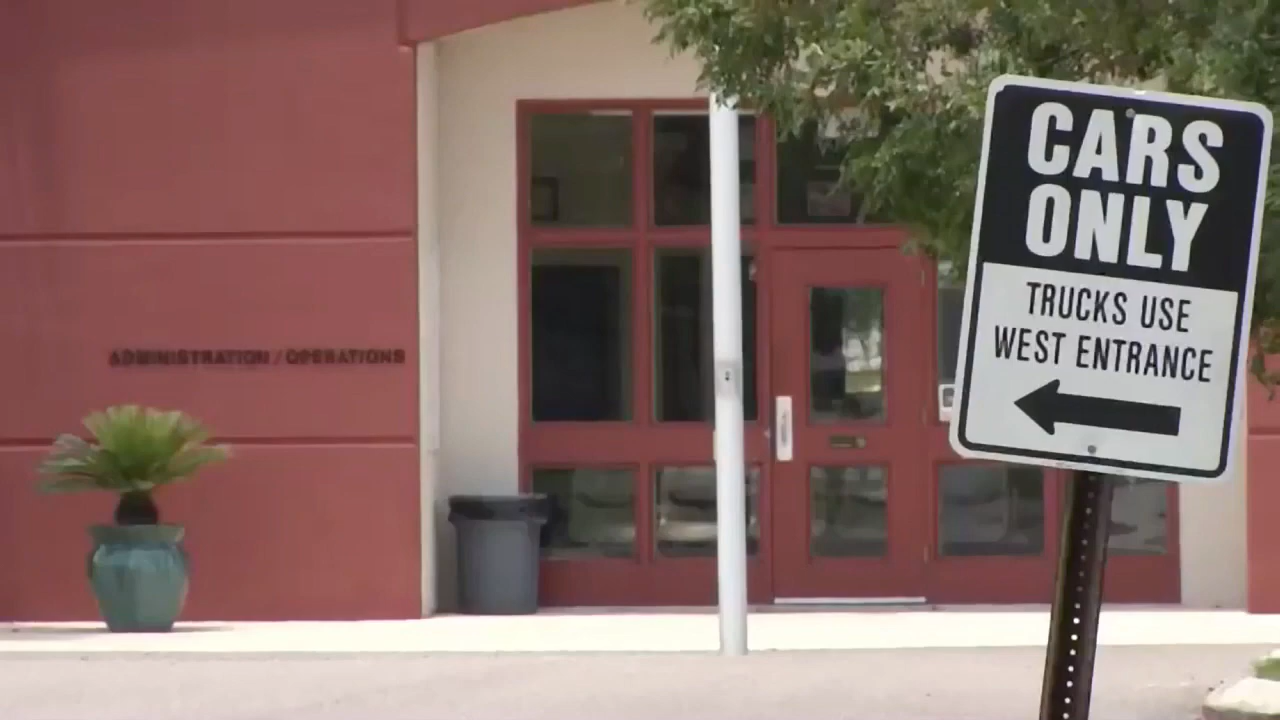 ADMINISTRATION / OPERATIONS
CARS
ONLY
TRUCKS USE
WEST ENTRANCE